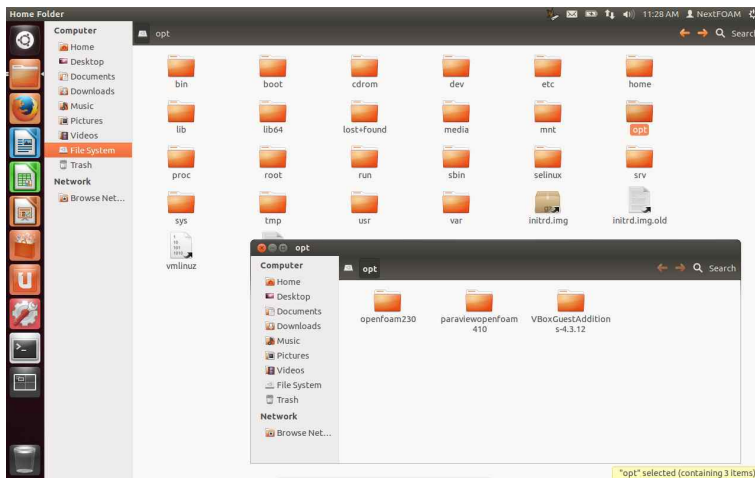 Home Folder
11:28 AM NextFOAM
Computer
Home
Desktop
Documents
Downloads
Music
Pictures
Videos
File System
Trash
Network
Browse Net...
opt
Search
bin boot cdrom dev etc home
lib lib64 lost+found media mnt opt
proc root run sbin selinux srv
sys tmp usr var initrd.img initrd.img.old
vmlinuz
opt
Computer
Home
Desktop
Documents
Downloads
Music
Pictures
Videos
File System
Trash
Network
Browse Net...
opt
Search
openfoam230 paraviewopenfoam VBoxGuestAddition
410 s-4.3.12
"opt" selected (containing 3 items)